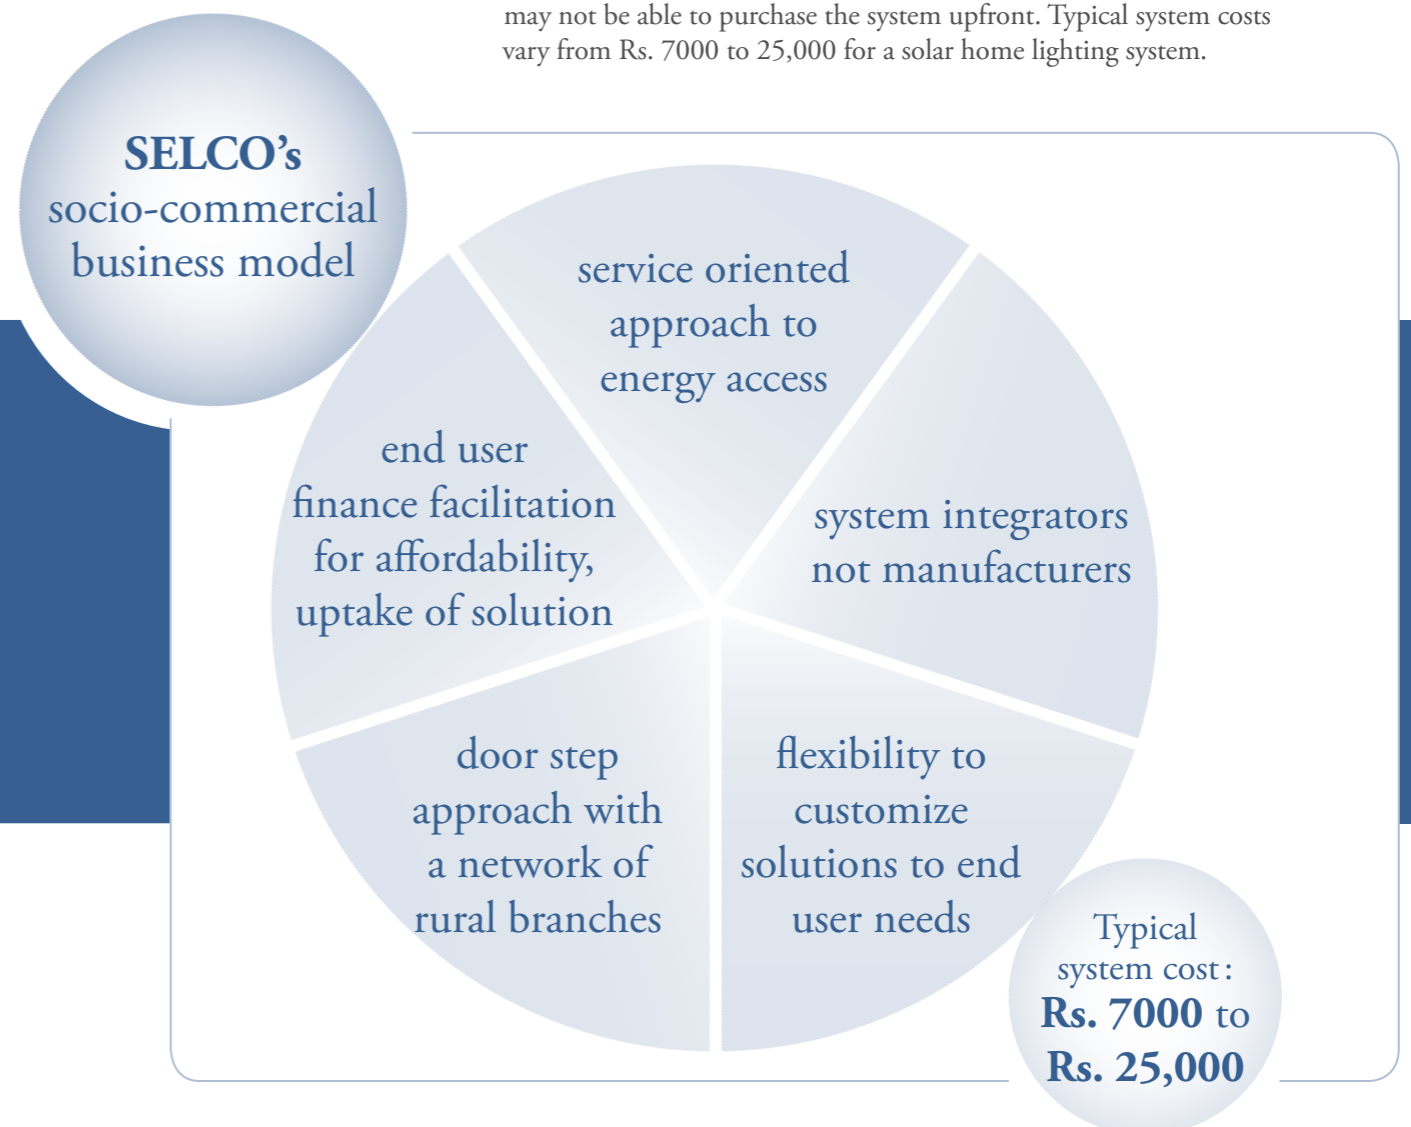 may not be able to purchase the system upfront. Typical system costs
vary from Rs. 7000 to 25,000 for a solar home lighting system.
SELCO’s
socio-commercial
business model
service oriented
approach to
energy access
system integrators
not manufacturers
flexibility to
customize
solutions to end
user needs
door step
approach with
a network of
rural branches
end user
finance facilitation
for affordability,
uptake of solution
Typical
system cost :
Rs. 7000 to
Rs. 25,000